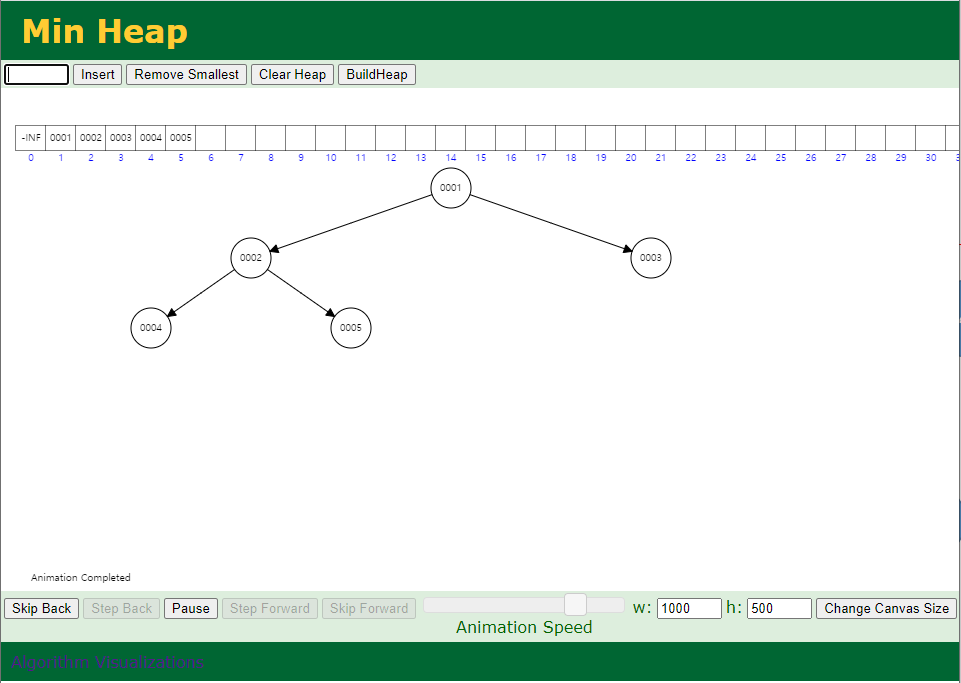 Min Heap
Insert Remove Smallest Clear Heap BuildHeap
-INF 0001 0002 0003 0004 0005
0 1 2 3 4 5 6 7 8 9 10 11 12 13 14 15 16 17 18 19 20 21 22 23 24 25 26 27 28 29 30
0001
0002 0003
0004 0005
Animation Completed
Skip Back Step Back Pause Step Forward Skip Forward w: 1000 h: 500 Change Canvas Size
Animation Speed
Algorithm Visualizations